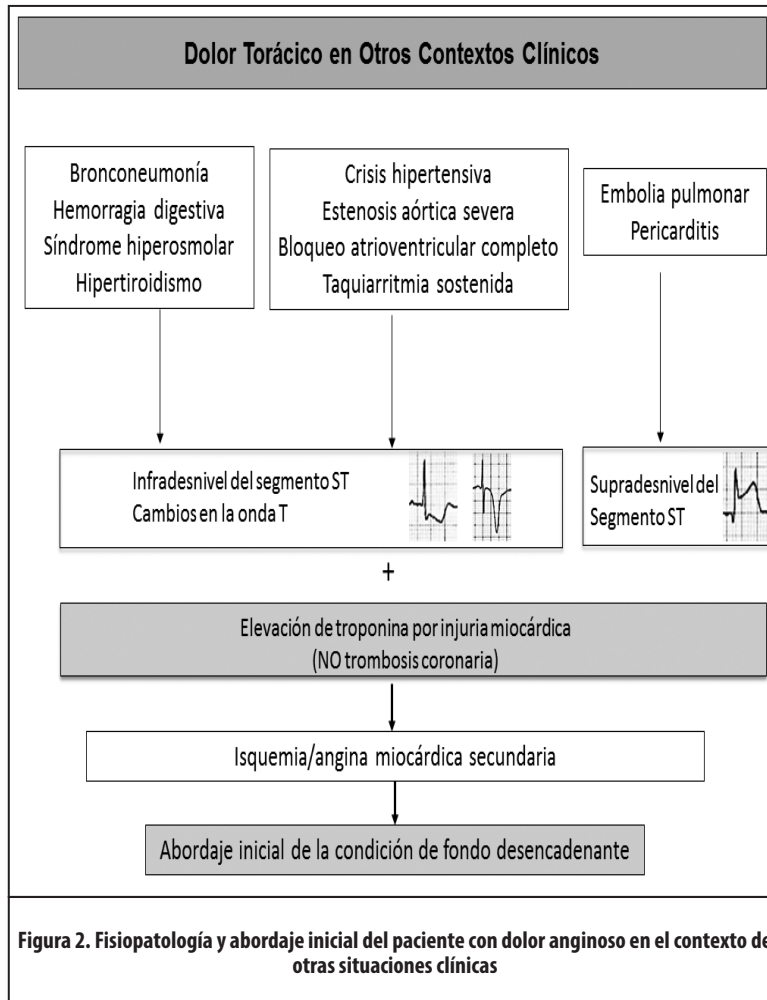 Dolor Torácico en Otros Contextos Clínicos
Bronconeumonía
Hemorragia digestiva
Síndrome hiperosmolar
Hipertiroidismo
Crisis hipertensiva
Estenosis aórtica severa
Bloqueo atrioventricular completo
Taquiarritmia sostenida
Embolia pulmonar
Pericarditis
Infradesnivel del segmento ST
Cambios en la onda T
Supradesnivel del
Segmento ST
+
Elevación de troponina por injuria miocárdica
(NO trombosis coronaria)
Isquemia/angina miocárdica secundaria
Abordaje inicial de la condición de fondo desencadenante
Figura 2. Fisiopatología y abordaje inicial del paciente con dolor anginoso en el contexto de
otras situaciones clínicas